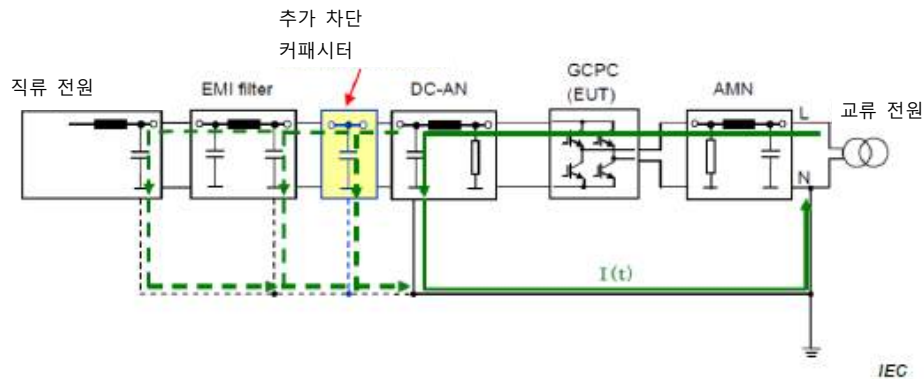 추가 차단
커패시터
직류 전원
EMI filter
DC-AN
GCPC
(EUT)
AMN
L
교류 전원
N
I(t)
IEC